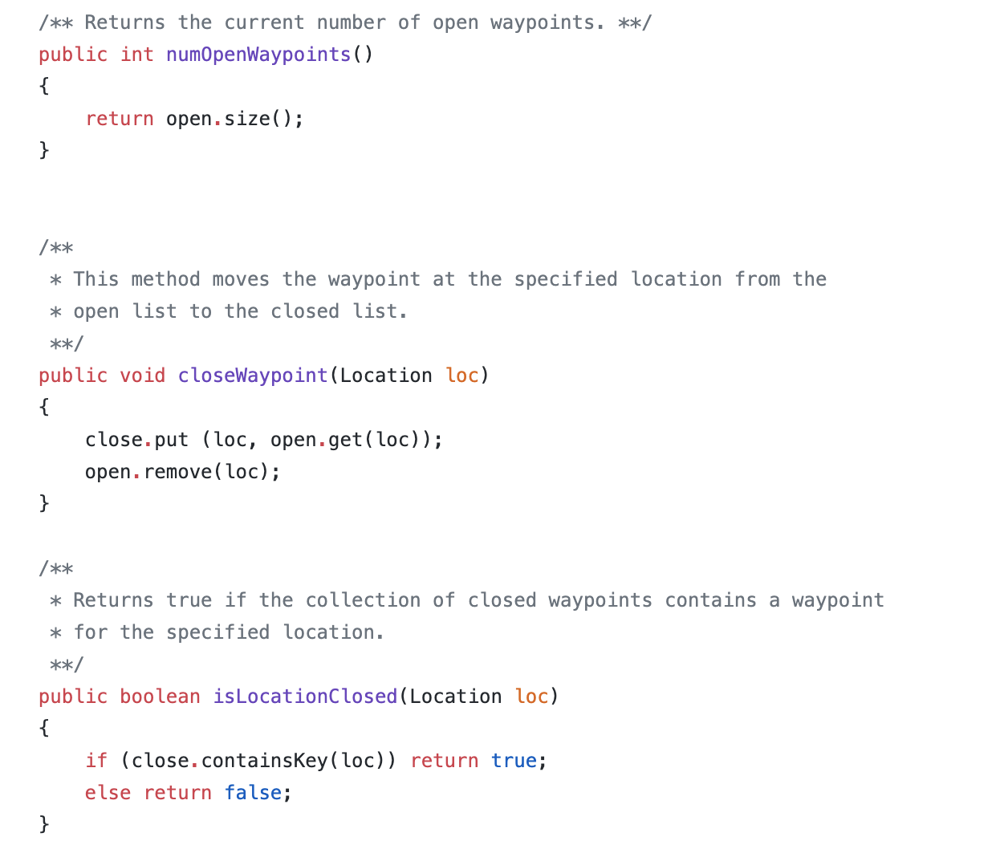 /** Returns the current number of open waypoints. **/
public int numOpenWaypoints()
{
    return open.size();
}
/**
 * This method moves the waypoint at the specified location from the
 * open list to the closed list.
 **/
public void closeWaypoint(Location loc)
{
    close.put (loc, open.get(loc));
    open.remove(loc);
}
/**
 * Returns true if the collection of closed waypoints contains a waypoint
 * for the specified location.
 **/
public boolean isLocationClosed(Location loc)
{
    if (close.containsKey(loc)) return true;
    else return false;
}